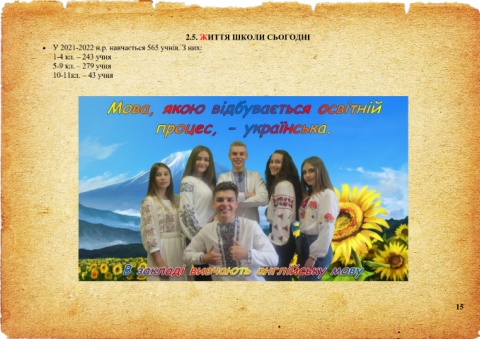 2.5. ЖИТТЯ ШКОЛИ СЬОГОДНІ
• У 2021-2022 н.р. навчається 565 учнів. З них:
1-4 кл. – 243 учня
5-9 кл. – 279 учня
10-11кл. – 43 учня
Мова, якою відбувається освітній
процес, - українська.
В закладі вивчають англійську мову
15